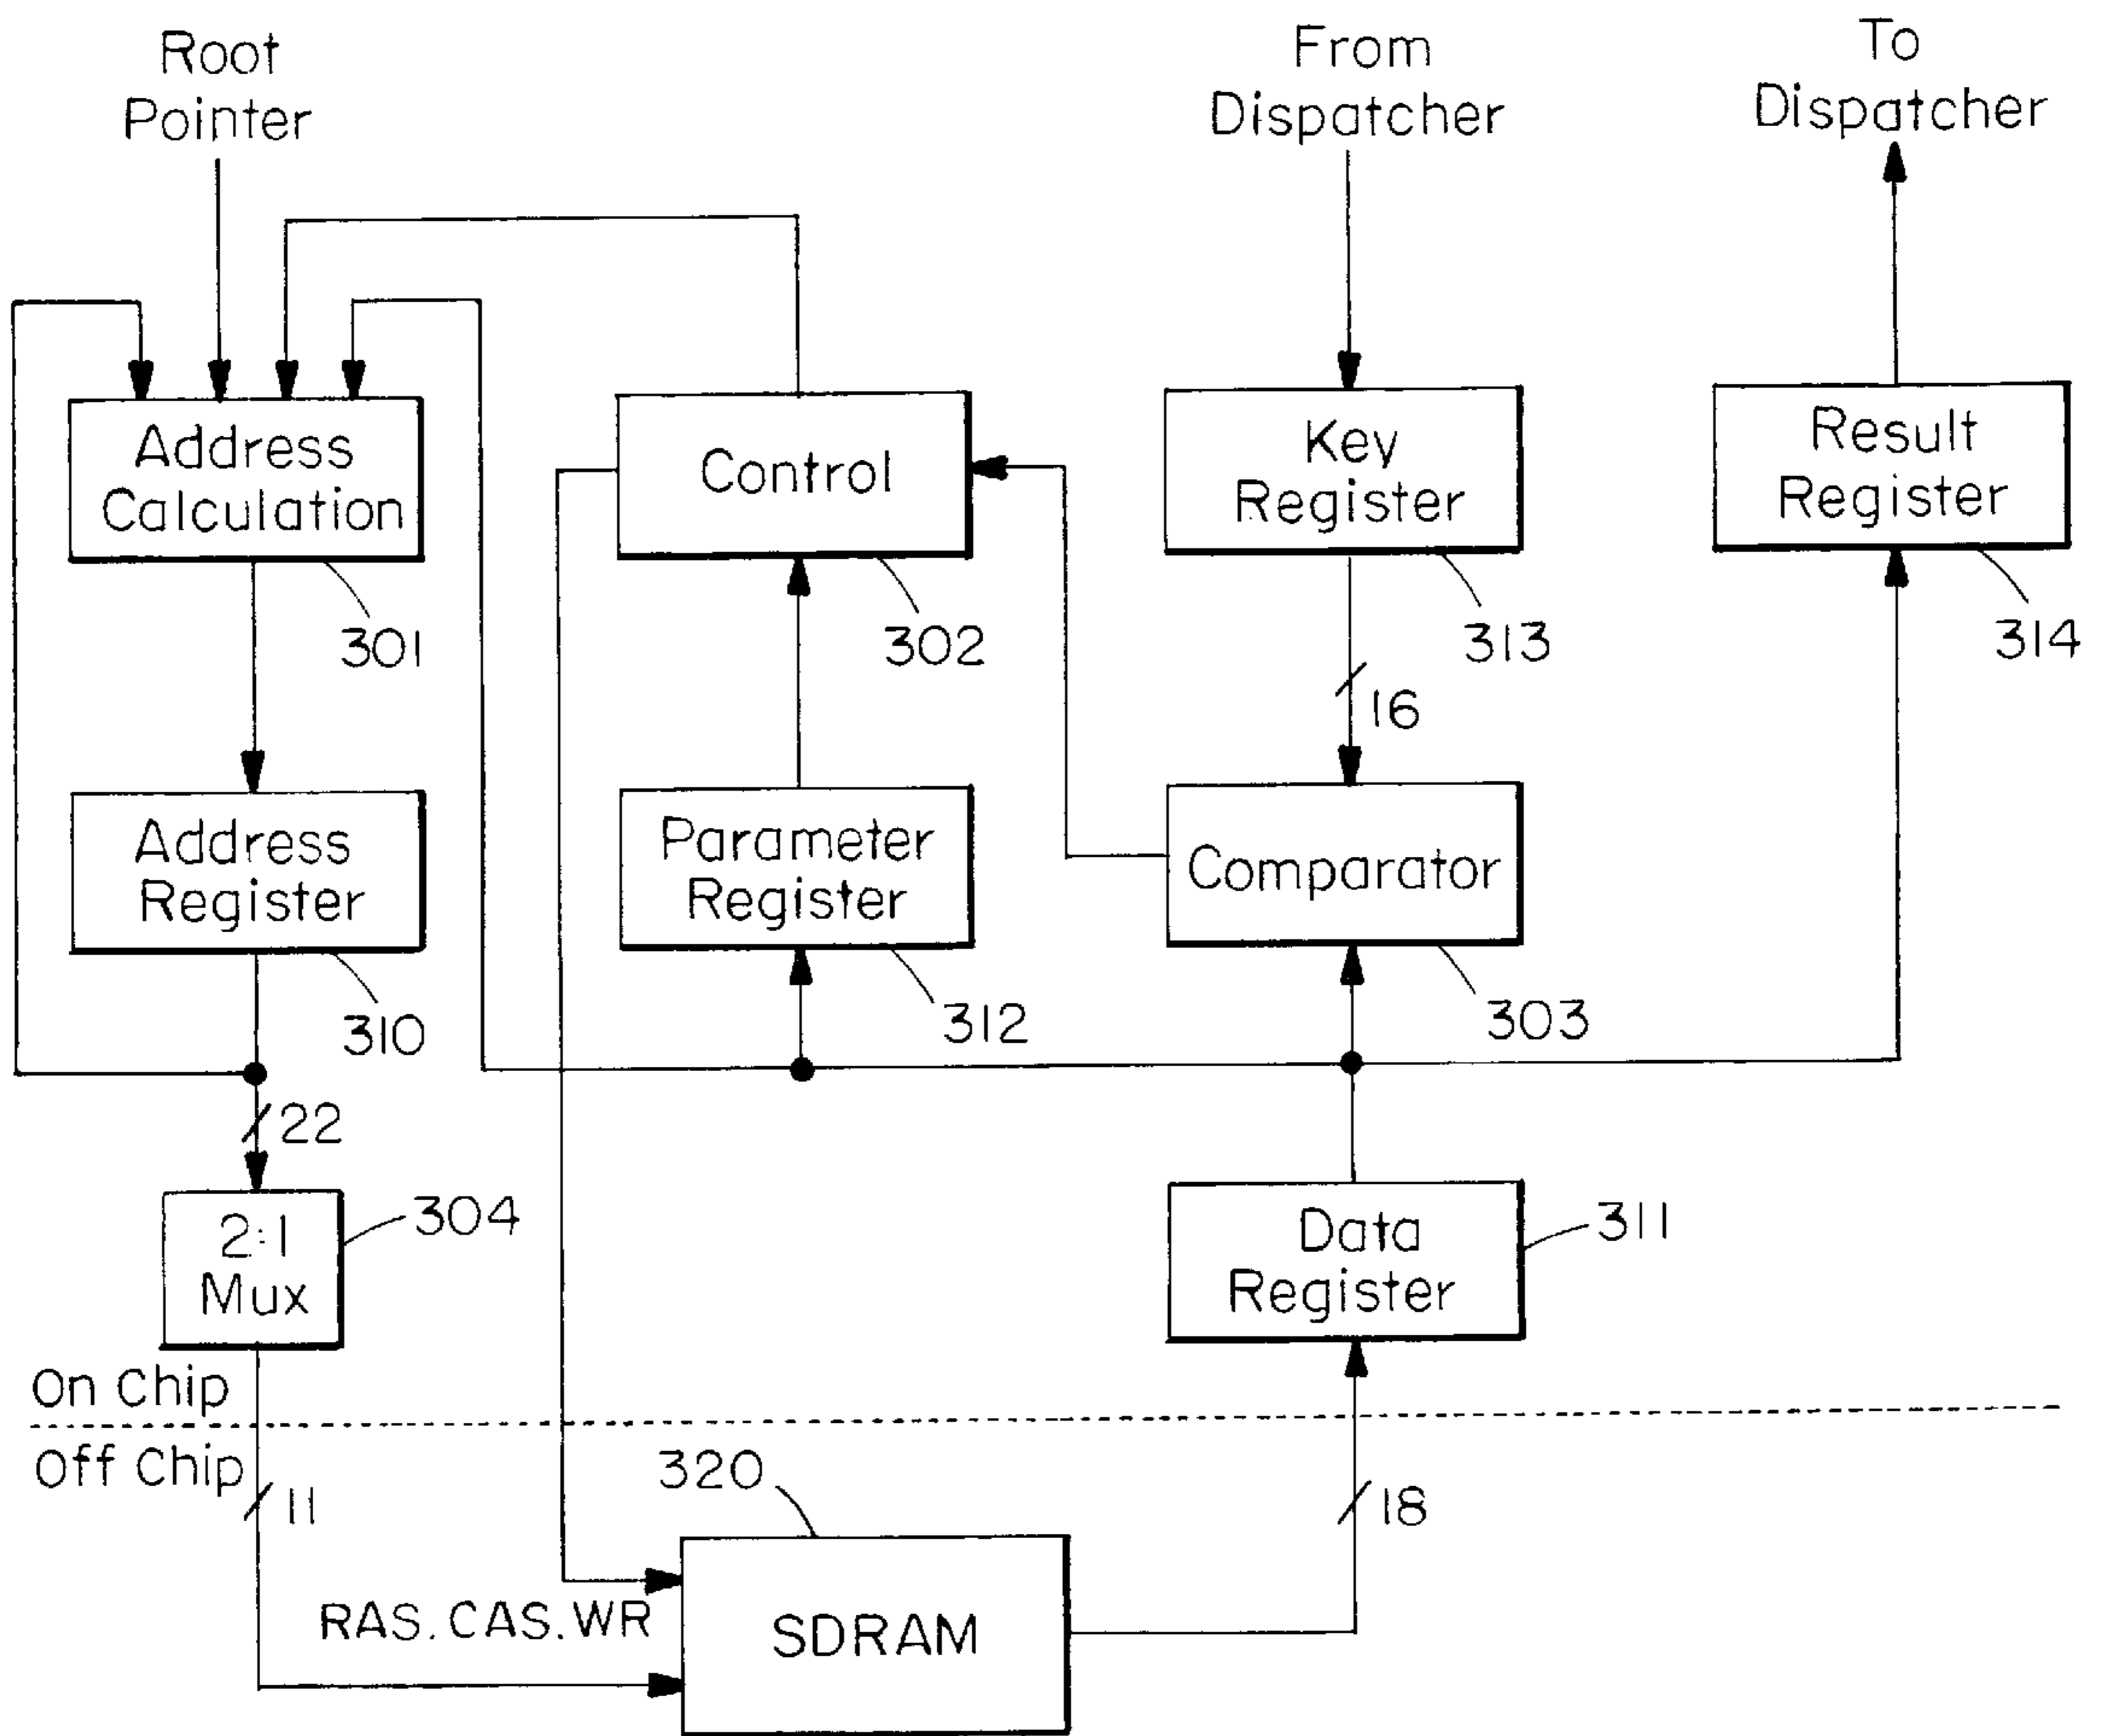 Root
Pointer
From
Dispatcher
To
Dispatcher
Address
Calculation
301
Control
302
Key
Register
313
Result
Register
314
16
Address
Register
310
Parameter
Register
312
Comparator
303
22
2:1
Mux
304
Data
Register
311
On Chip
Off Chip
11
320
18
RAS.CAS.WR
SDRAM